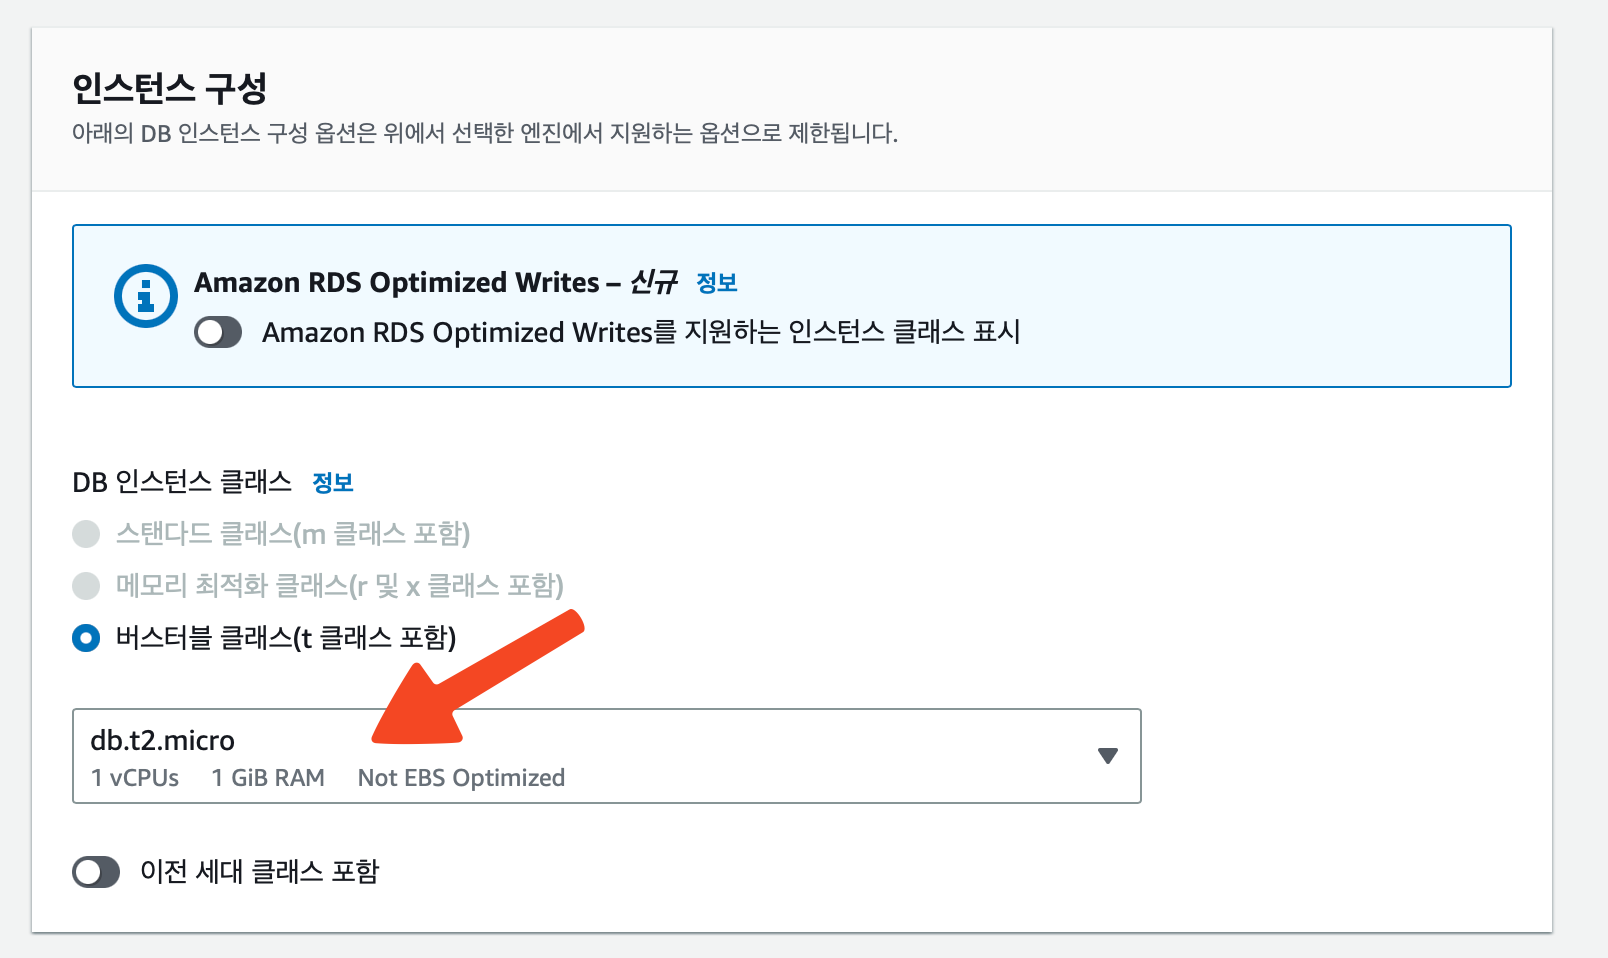 인스턴스 구성
아래의 DB 인스턴스 구성 옵션은 위에서 선택한 엔진에서 지원하는 옵션으로 제한됩니다.
Amazon RDS Optimized Writes – 신규 정보
Amazon RDS Optimized Writes를 지원하는 인스턴스 클래스 표시
DB 인스턴스 클래스 정보
스탠다드 클래스(m 클래스 포함)
메모리 최적화 클래스(r 및 x 클래스 포함)
버스터블 클래스(t 클래스 포함)
db.t2.micro
1 vCPUs 1 GiB RAM Not EBS Optimized
이전 세대 클래스 포함